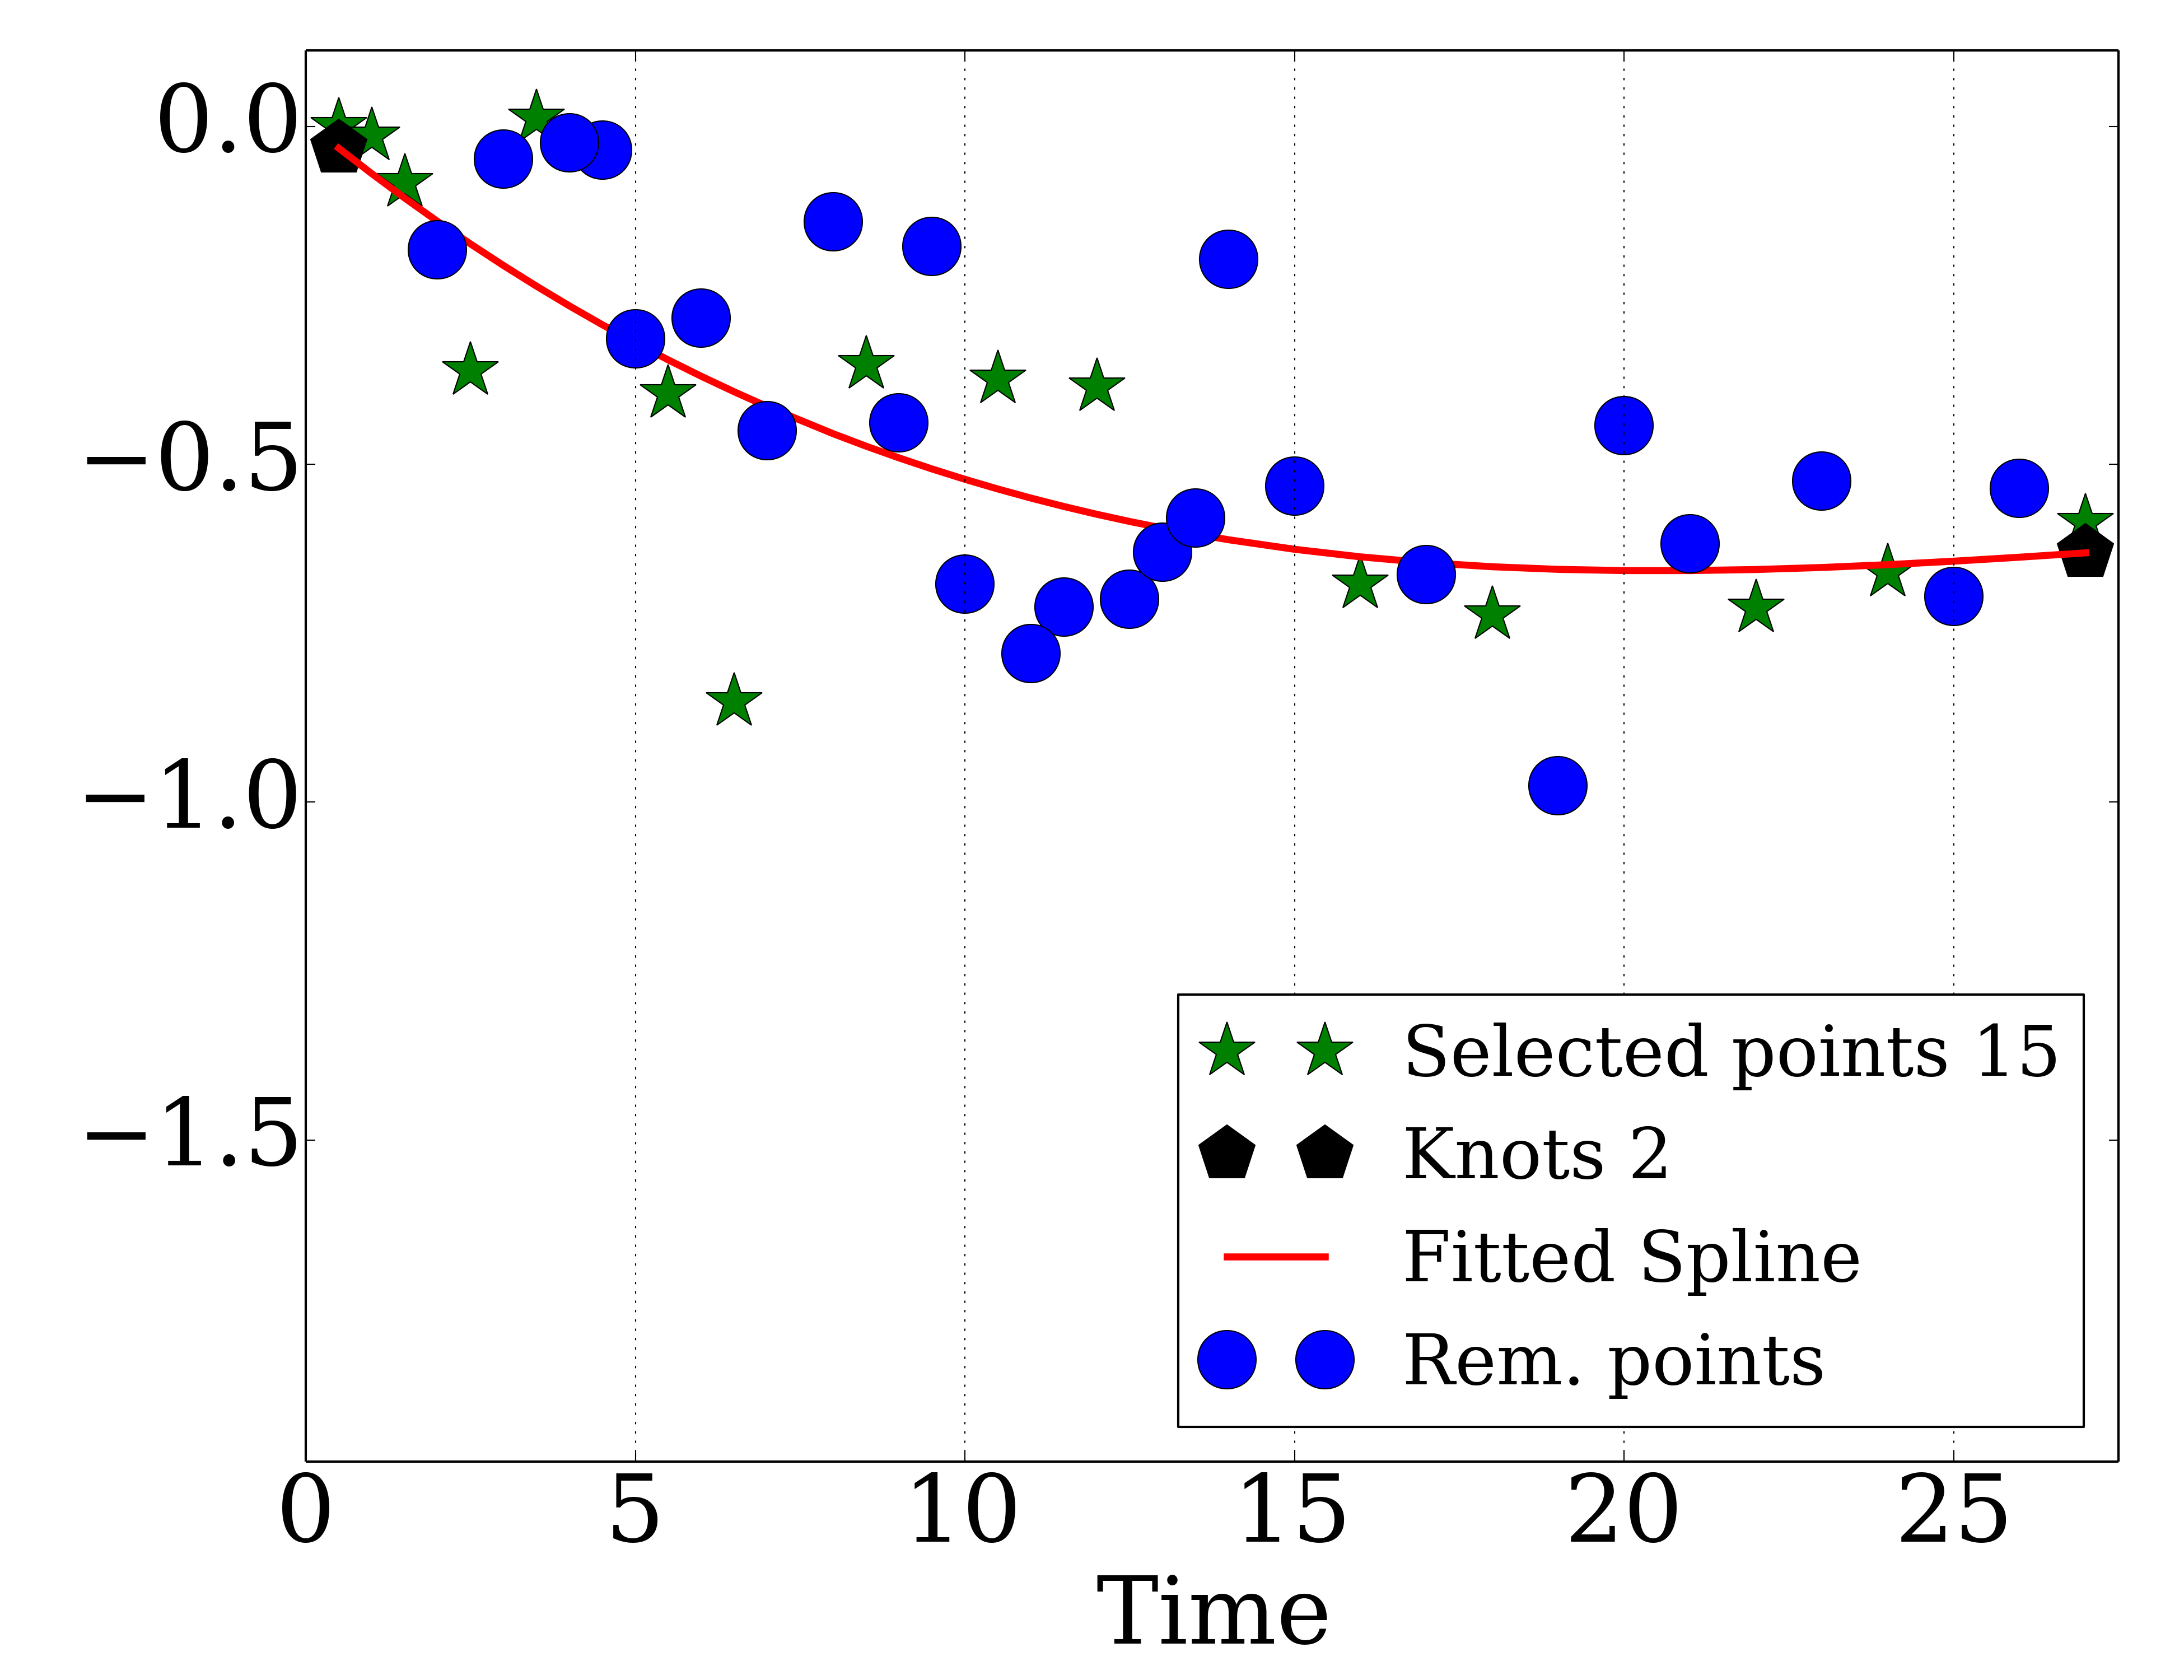 0.0
−0.5
−1.0
−1.5
Selected points 15
Knots 2
Fitted Spline
Rem. points
0 5 10 15 20 25
Time